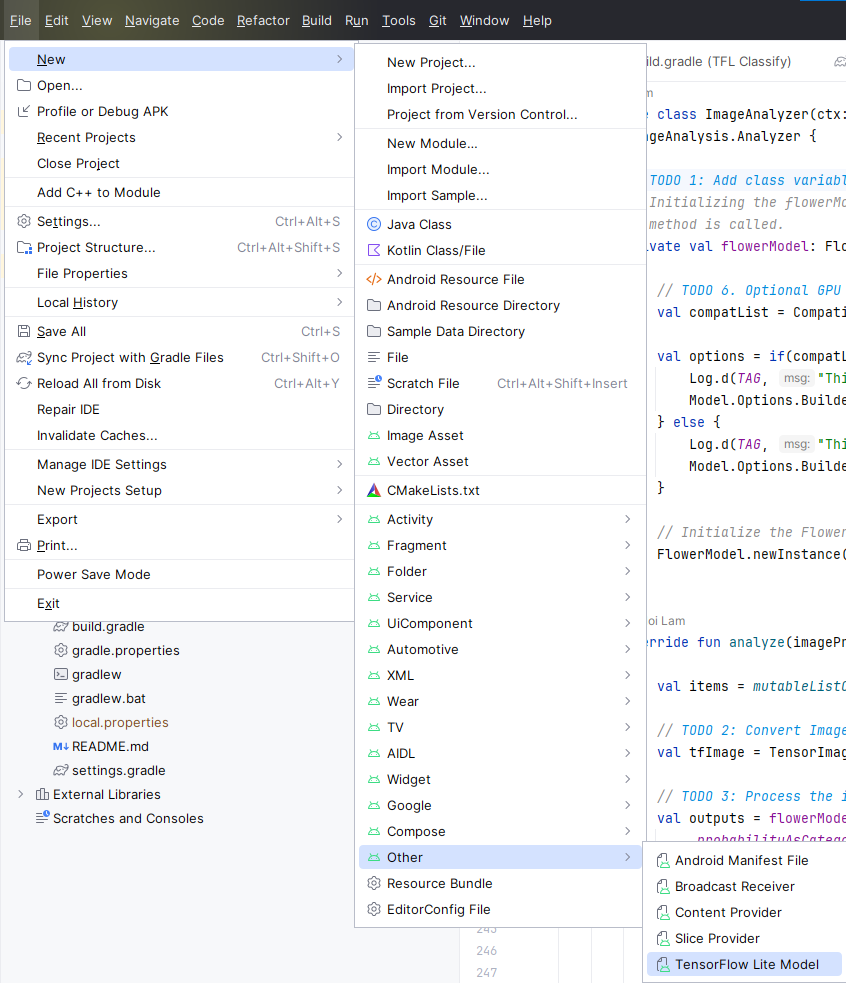 File Edit View Navigate Code Refactor Build Run Tools Git Window Help
New
Open...
Profile or Debug APK
Recent Projects
Close Project
Add C++ to Module
Settings... Ctrl+Alt+S
Project Structure... Ctrl+Alt+Shift+S
File Properties
Local History
Save All Ctrl+S
Sync Project with Gradle Files Ctrl+Shift+O
Reload All from Disk Ctrl+Alt+Y
Repair IDE
Invalidate Caches...
Manage IDE Settings
New Projects Setup
Export
Print...
Power Save Mode
Exit
build.gradle
gradle.properties
gradlew
gradlew.bat
local.properties
README.md
settings.gradle
External Libraries
Scratches and Consoles
New Project...
Import Project...
Project from Version Control...
New Module...
Import Module...
Import Sample...
Java Class
Kotlin Class/File
Android Resource File
Android Resource Directory
Sample Data Directory
File
Scratch File Ctrl+Alt+Shift+Insert
Directory
Image Asset
Vector Asset
CMakeLists.txt
Activity
Fragment
Folder
Service
UiComponent
Automotive
XML
Wear
TV
AIDL
Widget
Google
Compose
Other
Resource Bundle
EditorConfig File
ild.gradle (TFL Classify)
class ImageAnalyzer(ctx:
geAnalysis.Analyzer {
TODO 1: Add class variabl
Initializing the flowerMo
method is called.
vate val flowerModel: Flo
// TODO 6. Optional GPU
val compatList = Compati
val options = if(compatL
Log.d(TAG, msg: "Thi
Model.Options.Builde
} else {
Log.d(TAG, msg: "Thi
Model.Options.Builde
}
// Initialize the Flower
FlowerModel.newInstance(
oi Lam
rride fun analyze(imagePr
val items = mutableListO
// TODO 2: Convert Image
val tfImage = TensorImag
// TODO 3: Process the i
val outputs = flowerMode
.probabilityAsCateg
Android Manifest File
Broadcast Receiver
Content Provider
Slice Provider
TensorFlow Lite Model
245
246
247